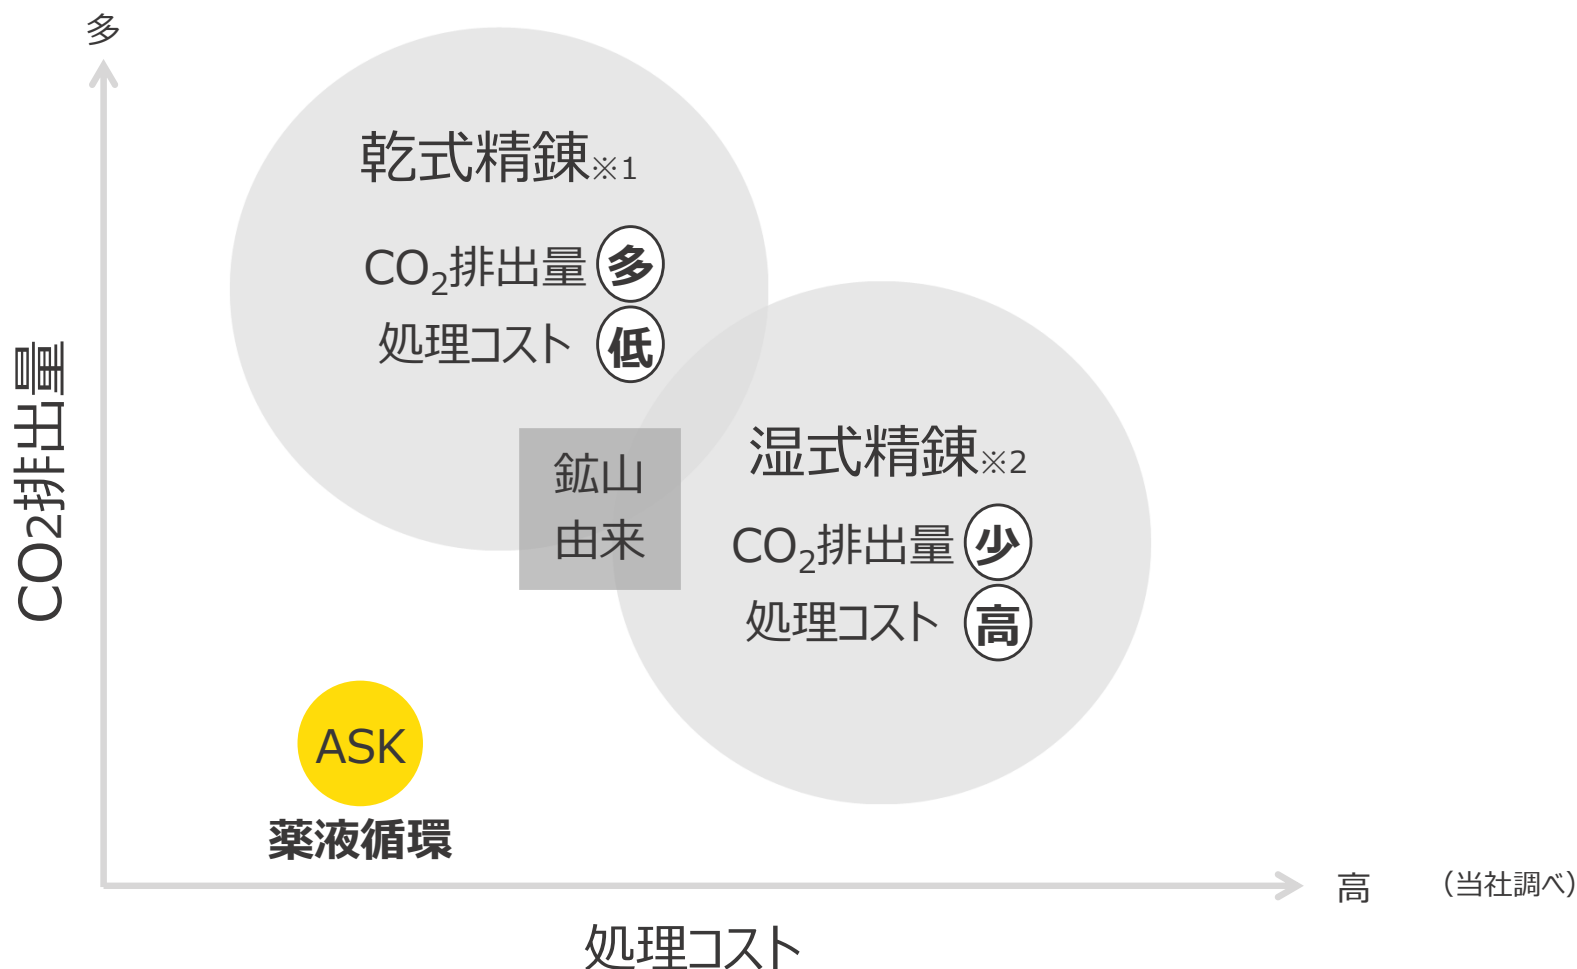 多
乾式精錬※1
CO2排出量 多
処理コスト 低
CO2排出量
鉱山
由来
湿式精錬※2
CO2排出量 少
処理コスト 高
ASK
薬液循環
高
（当社調べ）
処理コスト